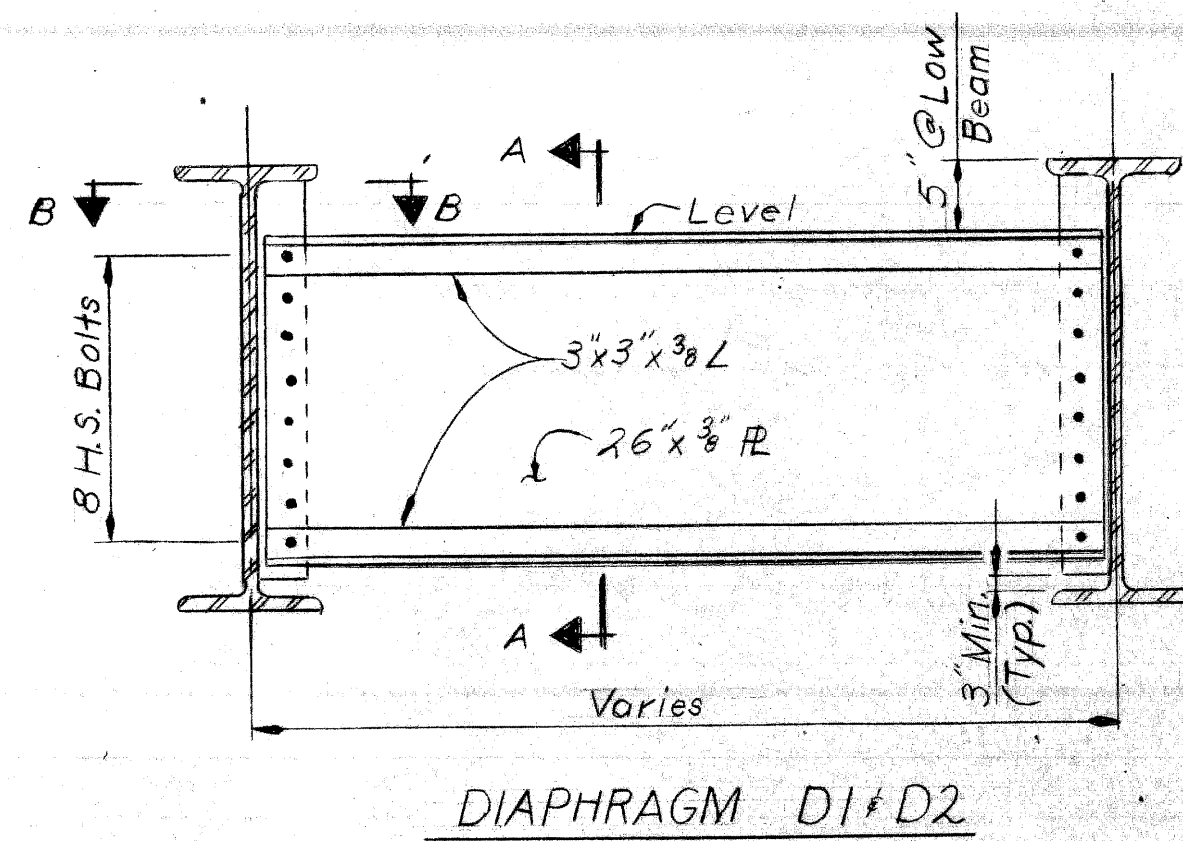 5" @ Low
Beam
A
B
B
Level
8 H.S. Bolts
3"x3"x3/8 L
26"x3/8" PL
A
3" Min.
(Typ.)
Varies
DIAPHRAGM D1 & D2